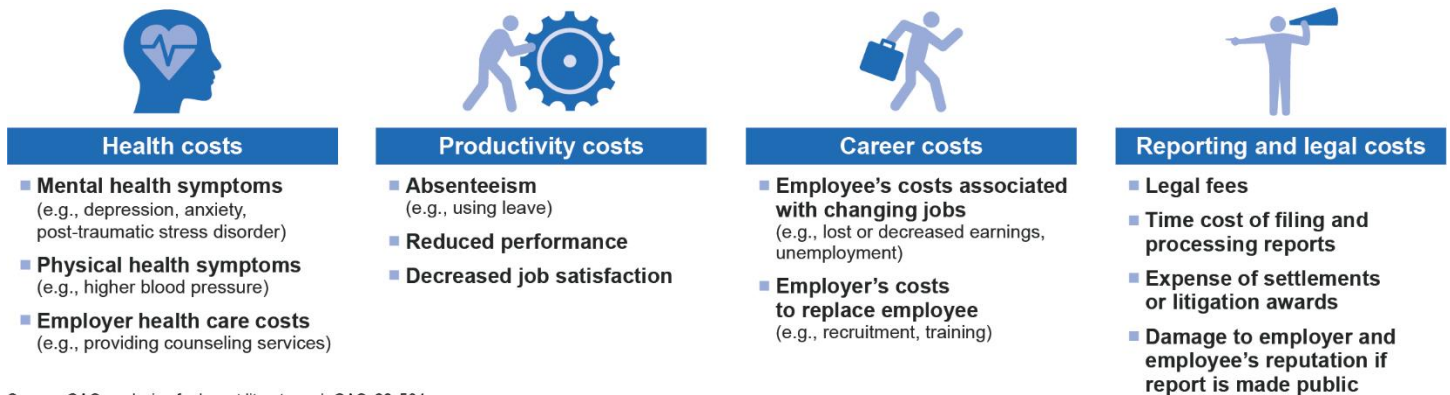 Health costs
Mental health symptoms
(e.g., depression, anxiety,
post-traumatic stress disorder)
Physical health symptoms
(e.g., higher blood pressure)
Employer health care costs
(e.g., providing counseling services)
Productivity costs
Absenteeism
(e.g., using leave)
Reduced performance
Decreased job satisfaction
Career costs
Employee's costs associated
with changing jobs
(e.g., lost or decreased earnings,
unemployment)
Employer's costs
to replace employee
(e.g., recruitment, training)
Reporting and legal costs
Legal fees
Time cost of filing and
processing reports
Expense of settlements
or litigation awards
Damage to employer and
employee's reputation if
report is made public